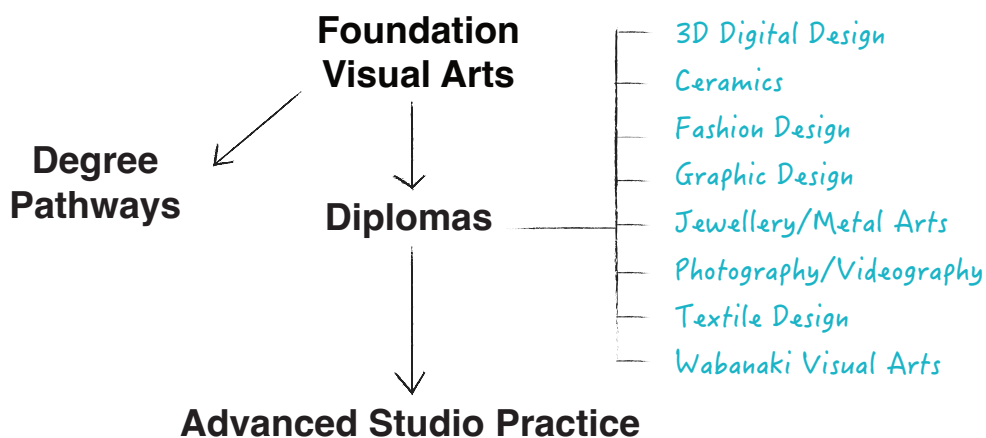 Foundation
Visual Arts
Degree
Pathways
Diplomas
3D Digital Design
Ceramics
Fashion Design
Graphic Design
Jewellery/Metal Arts
Photography/Videography
Textile Design
Wabanaki Visual Arts
Advanced Studio Practice